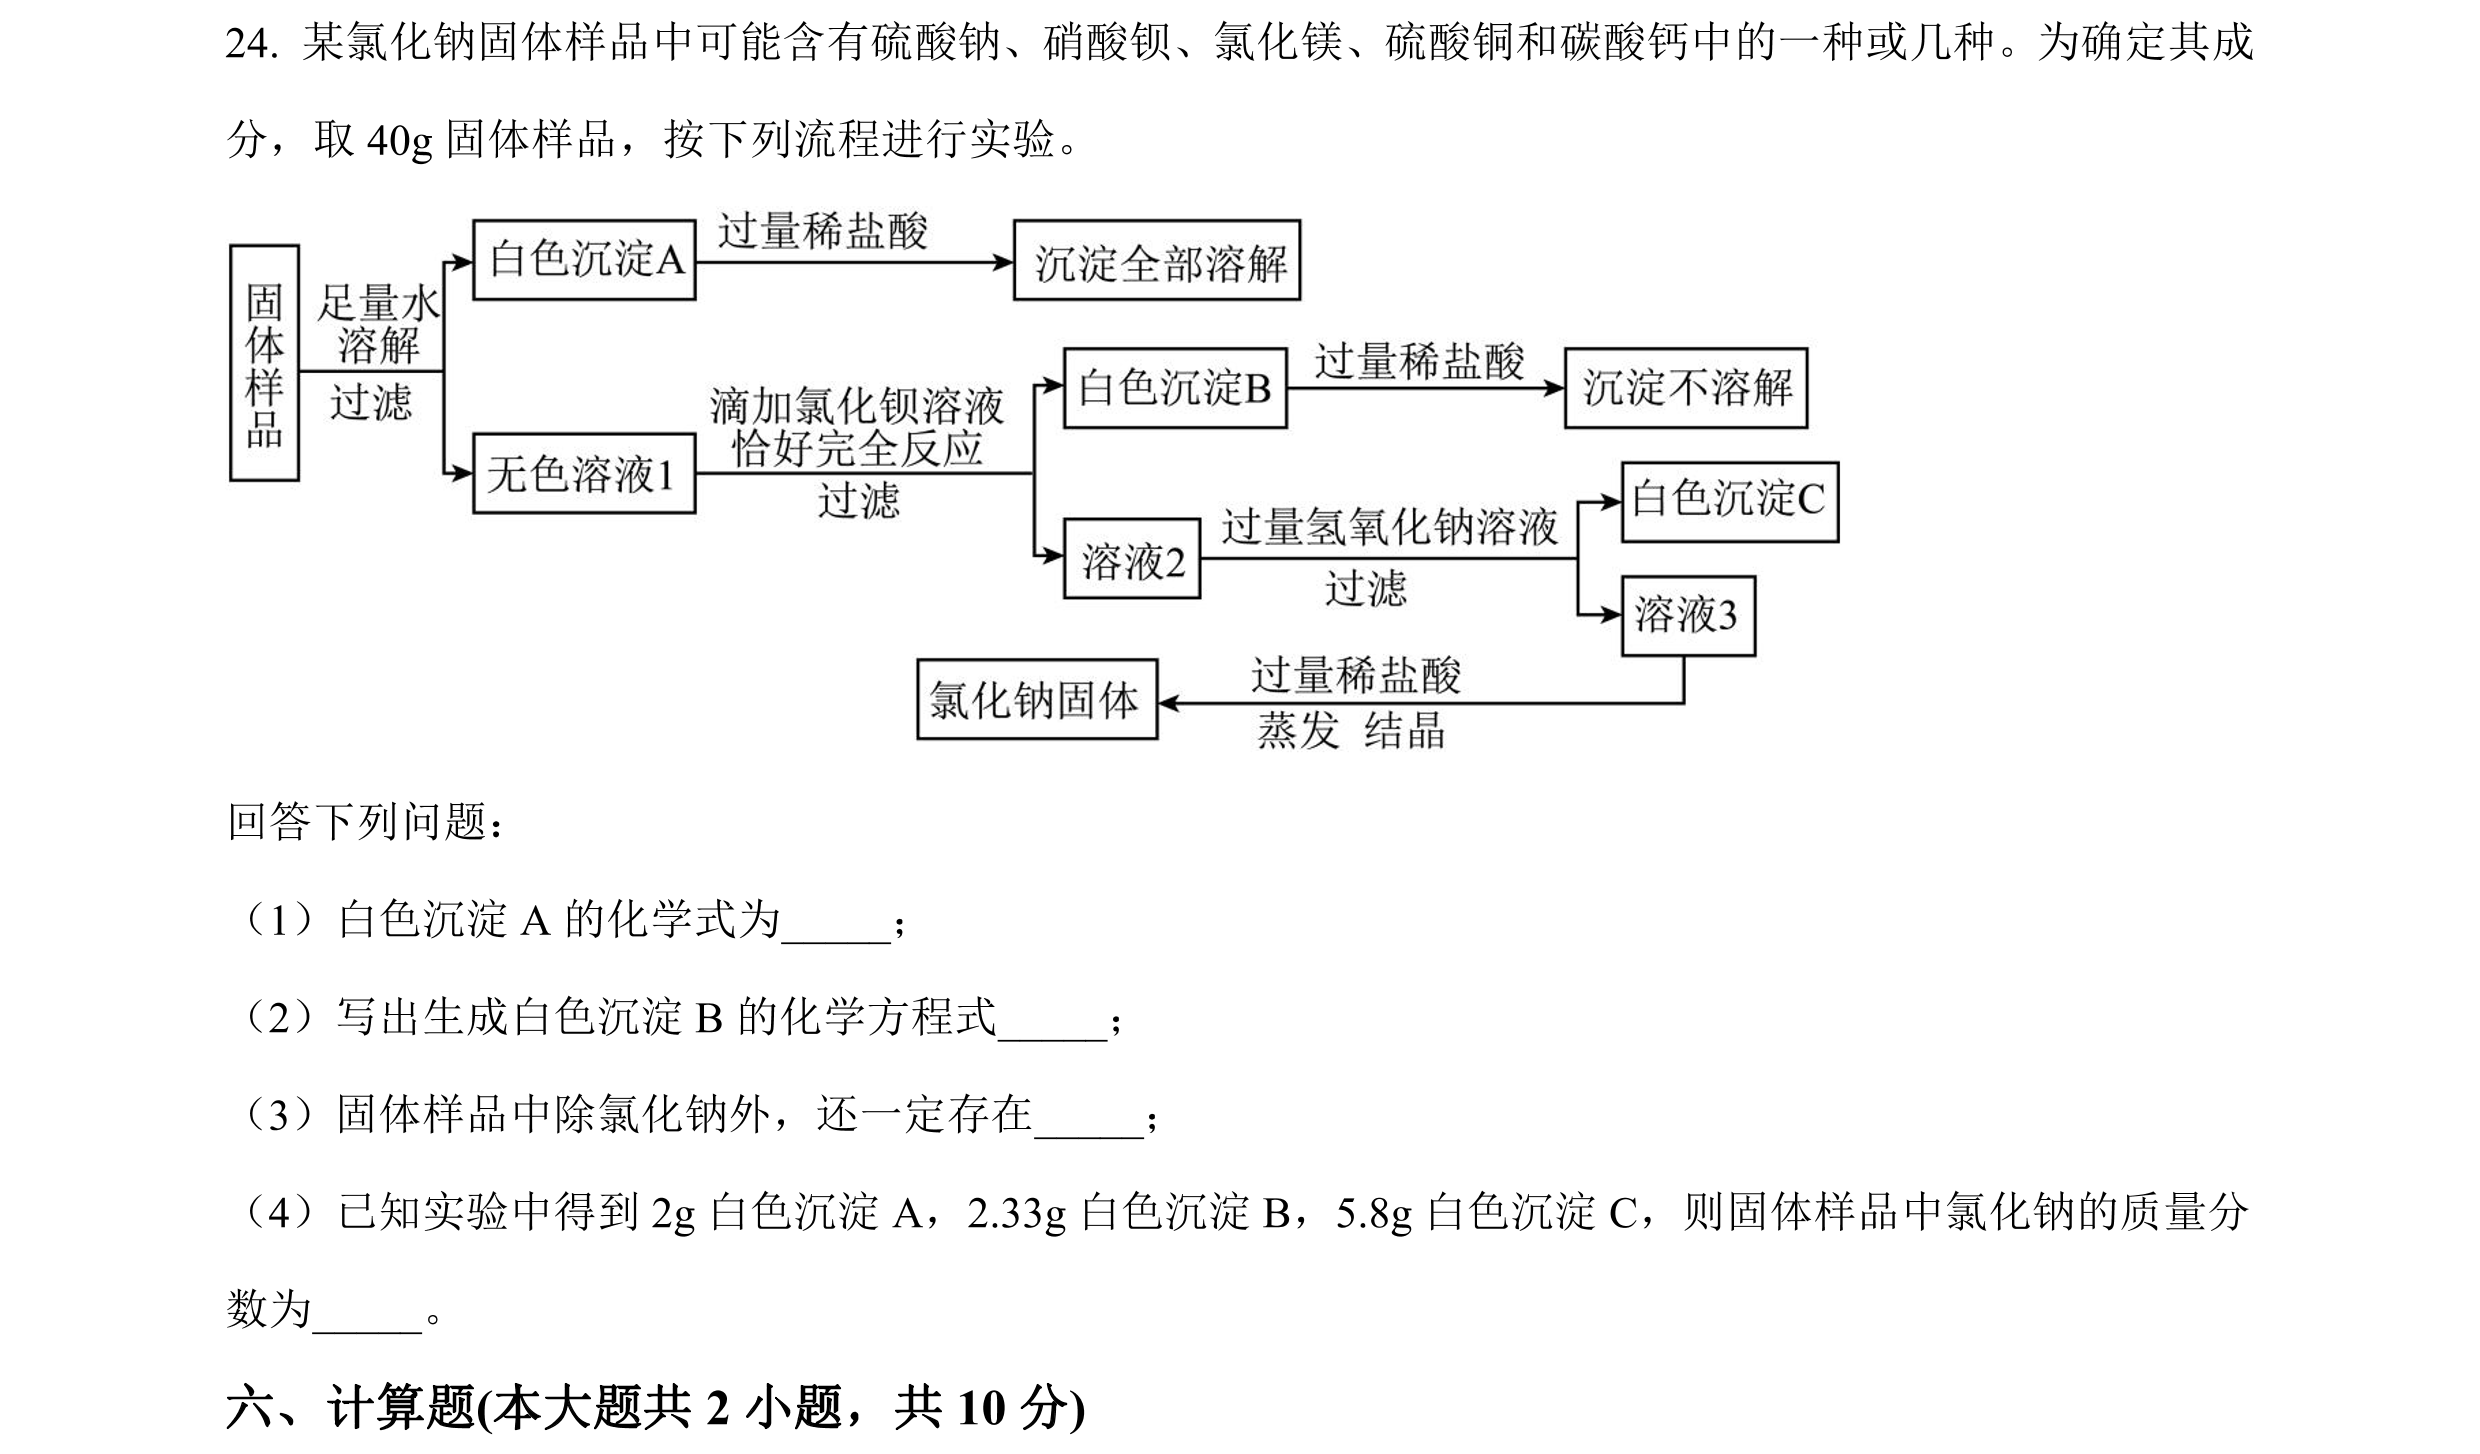 24. 某氯化钠固体样品中可能含有硫酸钠、硝酸钡、氯化镁、硫酸铜和碳酸钙中的一种或几种。为确定其成
分，取 40g 固体样品，按下列流程进行实验。
固体样品
足量水
溶解
过滤
白色沉淀A
过量稀盐酸
沉淀全部溶解
无色溶液1
滴加氯化钡溶液
恰好完全反应
过滤
白色沉淀B
过量稀盐酸
沉淀不溶解
溶液2
过量氢氧化钠溶液
过滤
白色沉淀C
溶液3
过量稀盐酸
蒸发 结晶
氯化钠固体
回答下列问题：
（1）白色沉淀 A 的化学式为_____；
（2）写出生成白色沉淀 B 的化学方程式_____；
（3）固体样品中除氯化钠外，还一定存在_____；
（4）已知实验中得到 2g 白色沉淀 A，2.33g 白色沉淀 B，5.8g 白色沉淀 C，则固体样品中氯化钠的质量分
数为_____。
六、计算题(本大题共 2 小题，共 10 分)